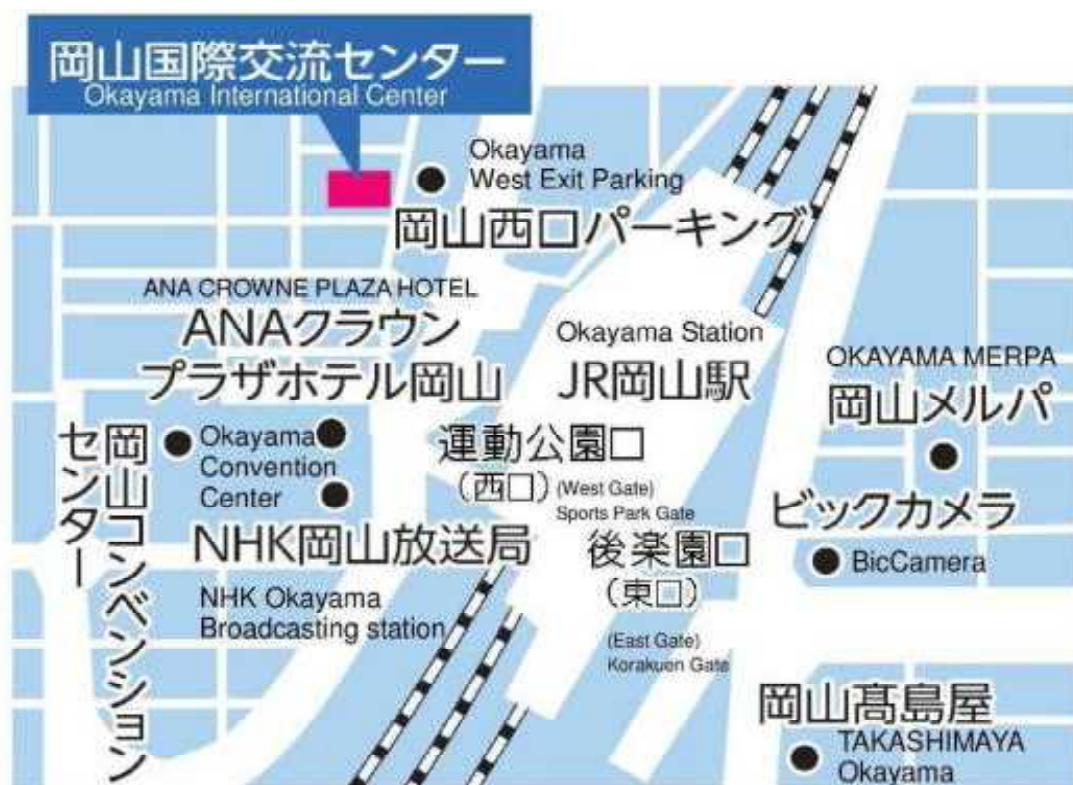 岡山国際交流センター
Okayama International Center
Okayama
West Exit Parking
岡山西口パーキング
ANA CROWNE PLAZA HOTEL
ANAクラウン
プラザホテル岡山
Okayama Station
JR岡山駅
OKAYAMA MERPA
岡山メルパ
運動公園口
(西口)
(West Gate)
Sports Park Gate
岡山コンベンション
センター
Okayama
Convention
Center
ビックカメラ
BicCamera
NHK岡山放送局
NHK Okayama
Broadcasting station
後楽園口
(東口)
(East Gate)
Korakuen Gate
岡山髙島屋
TAKASHIMAYA
Okayama